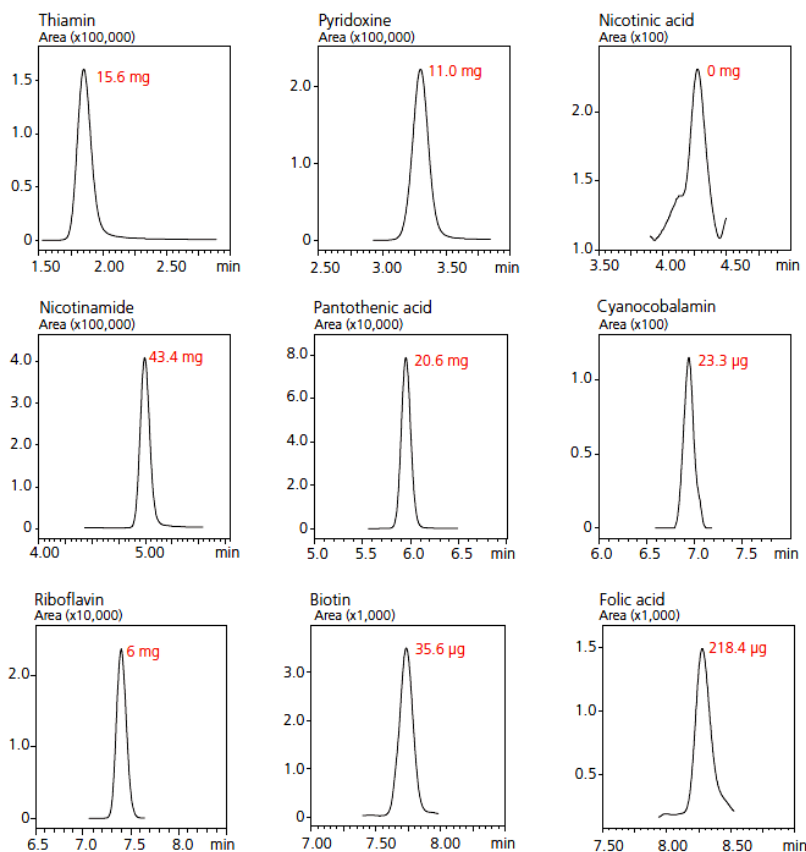 Thiamin
Area (x100,000)
15.6 mg
1.5
1.0
0.5
0
1.50 2.00 2.50 min
Pyridoxine
Area (x100,000)
11.0 mg
2.0
1.0
0
2.50 3.00 3.50 min
Nicotinic acid
Area (x100)
0 mg
2.0
1.5
1.0
3.50 4.00 4.50 min
Nicotinamide
Area (x100,000)
43.4 mg
4.0
3.0
2.0
1.0
0
4.00 5.00 min
Pantothenic acid
Area (x10,000)
20.6 mg
8.0
6.0
4.0
2.0
0
5.0 5.5 6.0 6.5 min
Cyanocobalamin
Area (x100)
23.3 µg
1.0
0.5
0
6.0 6.5 7.0 7.5 min
Riboflavin
Area (x10,000)
6 mg
2.0
1.0
0
6.5 7.0 7.5 8.0 min
Biotin
Area (x1,000)
35.6 µg
3.0
2.0
1.0
0
7.00 7.50 8.00 min
Folic acid
Area (x1,000)
218.4 µg
1.5
1.0
0.5
7.50 8.00 8.50 min